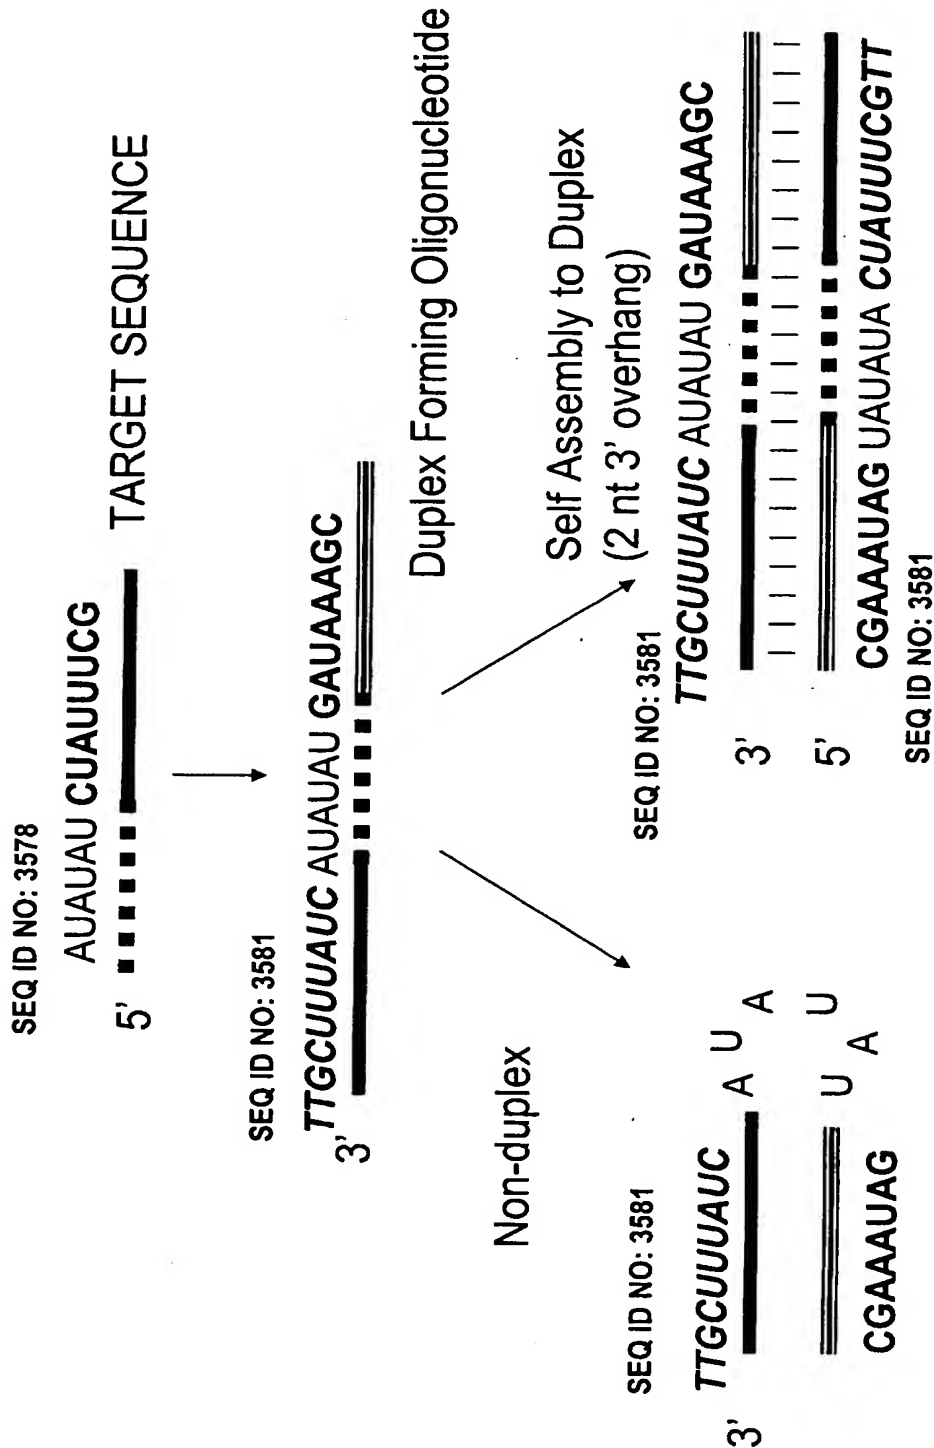 SEQ ID NO: 3578
AUAUAU CUAUUUCG
5' TARGET SEQUENCE
SEQ ID NO: 3581
TTGCUUUAUC AUAUAU GAUAAAGC
3'
Duplex Forming Oligonucleotide
Non-duplex
Self Assembly to Duplex
(2 nt 3' overhang)
SEQ ID NO: 3581
TTGCUUUAUC
3'
A U A
U A U
CGAAAUAG
SEQ ID NO: 3581
TTGCUUUAUC AUAUAU GAUAAAGC
3'
5'
CGAAAUAG UAUAUA CUAUUUCGTT
SEQ ID NO: 3581